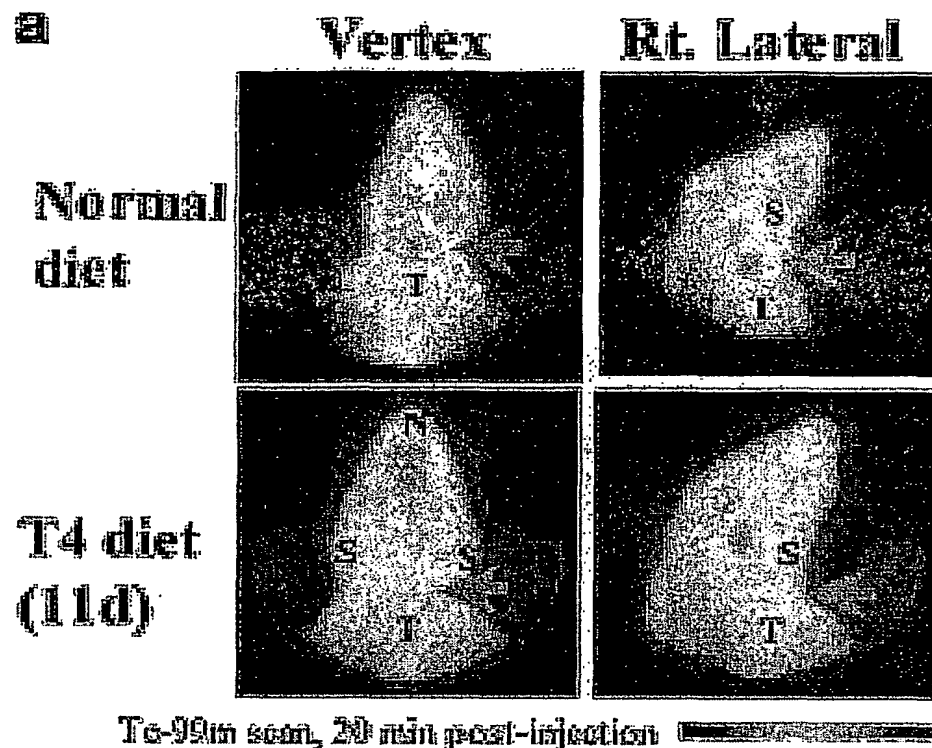 a
Vertex Rt. Lateral
Normal
diet
T
S
T
T4 diet
(11d)
N
S S
T
S
T
Tc-99m scan, 20 min post-injection